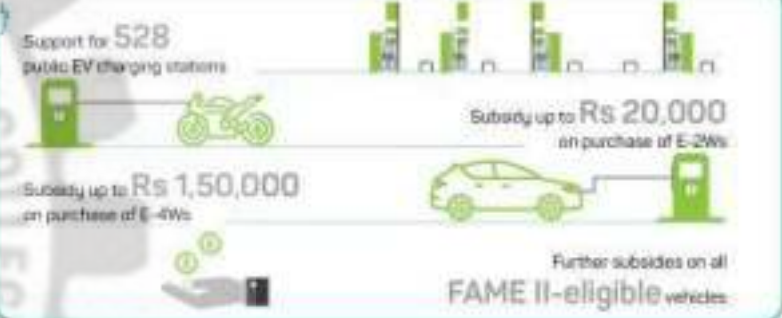 Support for 528
public EV charging stations
Subsidy up to Rs 20,000
on purchase of E-2Ws
Subsidy up to Rs 1,50,000
on purchase of E-4Ws
Further subsidies on all
FAME II-eligible vehicles